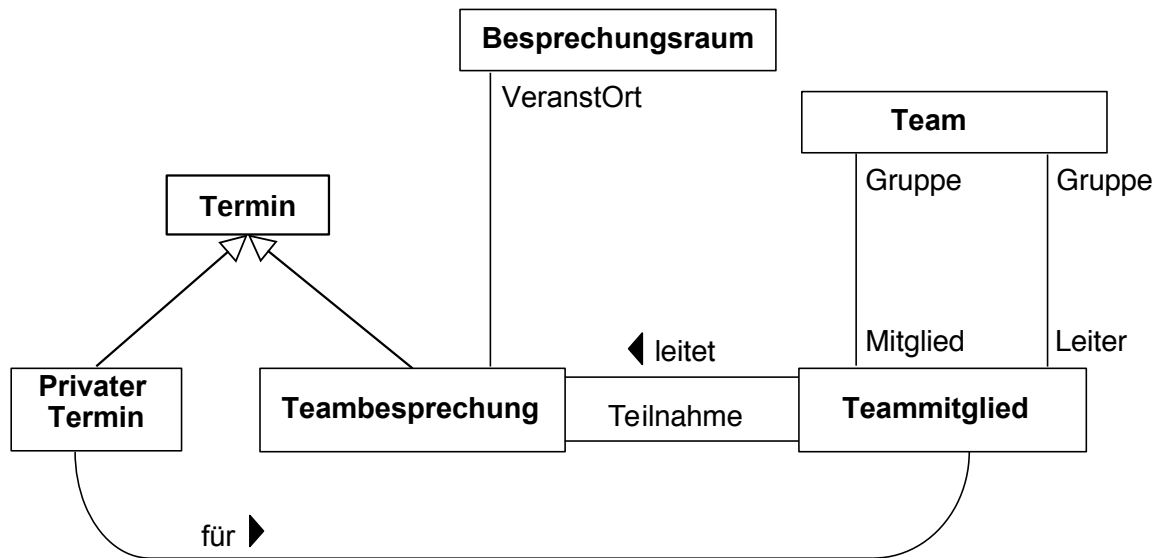 Besprechungsraum
VeranstOrt
Team
Gruppe
Gruppe
Termin
Mitglied
Leiter
leitet
Privater
Termin
Teambesprechung
Teilnahme
Teammitglied
für